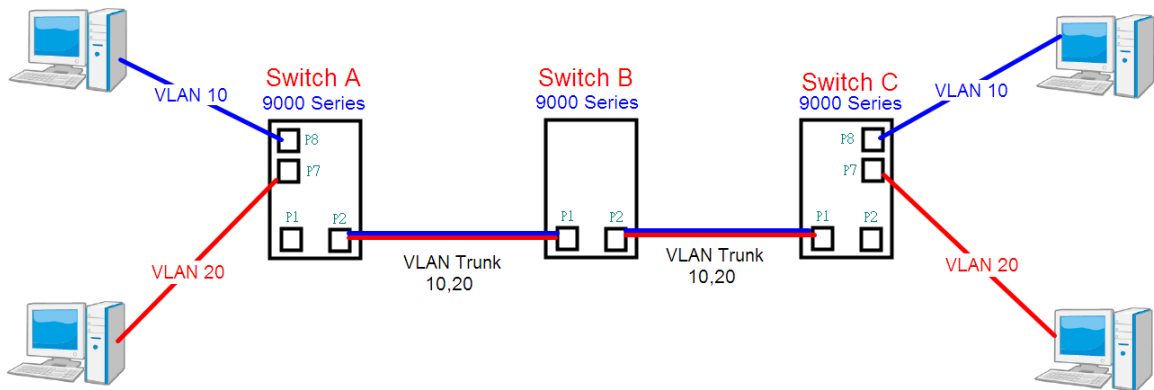 Switch A
9000 Series
Switch B
9000 Series
Switch C
9000 Series
VLAN 10
VLAN 10
P8
P7
P1
P2
P1
P2
P8
P7
P1
P2
VLAN 20
VLAN Trunk
10,20
VLAN Trunk
10,20
VLAN 20